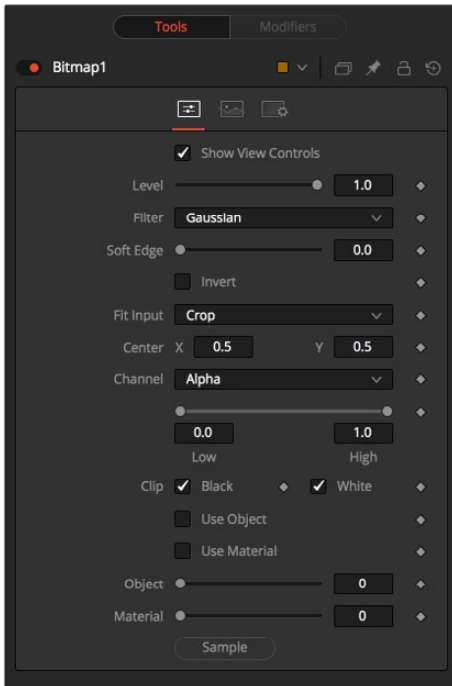 Tools Modifiers
Bitmap1
Show View Controls
Level 1.0
Filter Gaussian
Soft Edge 0.0
Invert
Fit Input Crop
Center X 0.5 Y 0.5
Channel Alpha
0.0 1.0
Low High
Clip Black White
Use Object
Use Material
Object 0
Material 0
Sample